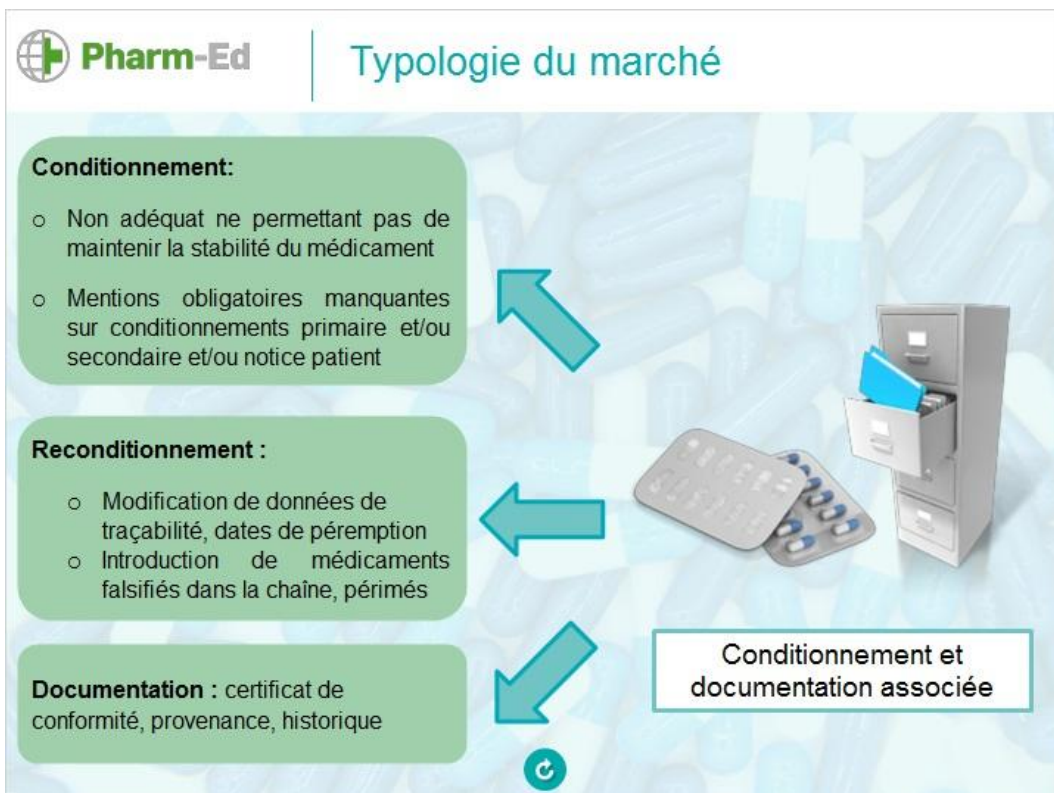 Pharm-Ed
Typologie du marché
Conditionnement:
o Non adéquat ne permettant pas de
maintenir la stabilité du médicament
o Mentions obligatoires manquantes
sur conditionnements primaire et/ou
secondaire et/ou notice patient
Reconditionnement :
o Modification de données de
traçabilité, dates de péremption
o Introduction de médicaments
falsifiés dans la chaîne, périmés
Documentation : certificat de
conformité, provenance, historique
Conditionnement et
documentation associée